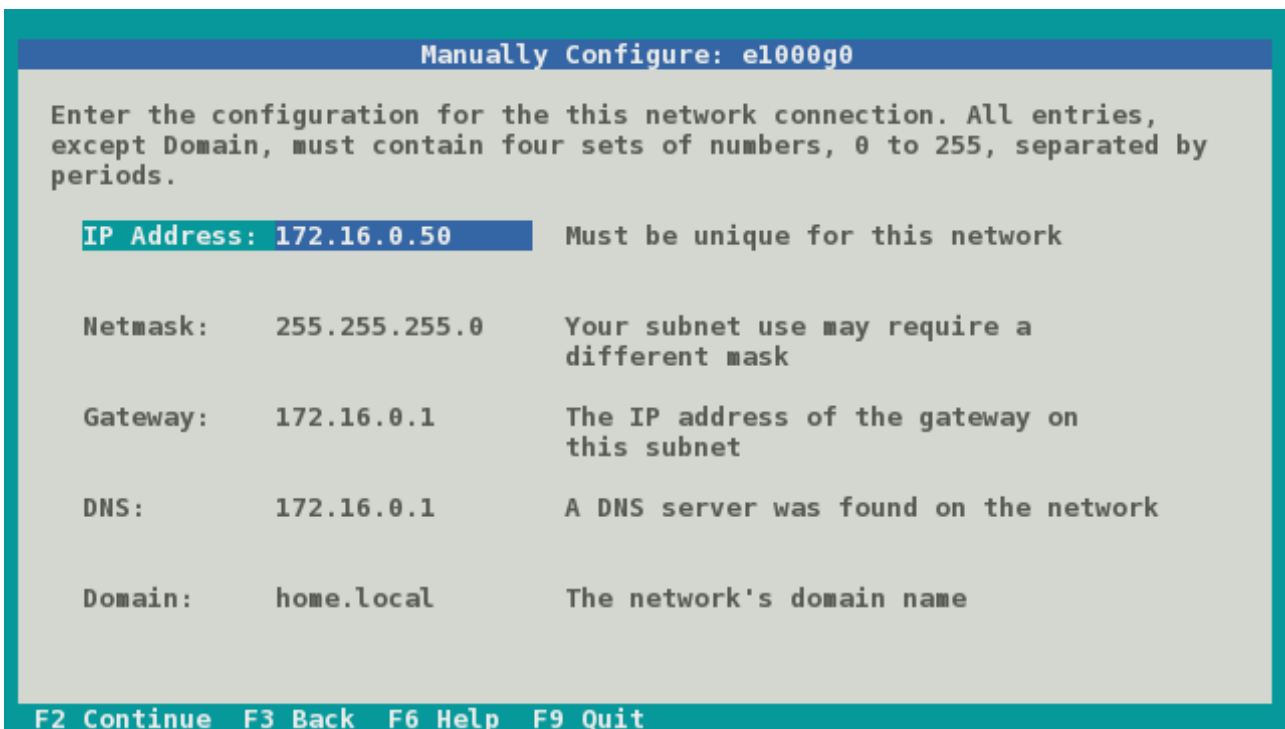 Manually Configure: e1000g0
Enter the configuration for the this network connection. All entries,
except Domain, must contain four sets of numbers, 0 to 255, separated by
periods.
IP Address: 172.16.0.50 Must be unique for this network
Netmask: 255.255.255.0 Your subnet use may require a
different mask
Gateway: 172.16.0.1 The IP address of the gateway on
this subnet
DNS: 172.16.0.1 A DNS server was found on the network
Domain: home.local The network's domain name
F2 Continue F3 Back F6 Help F9 Quit